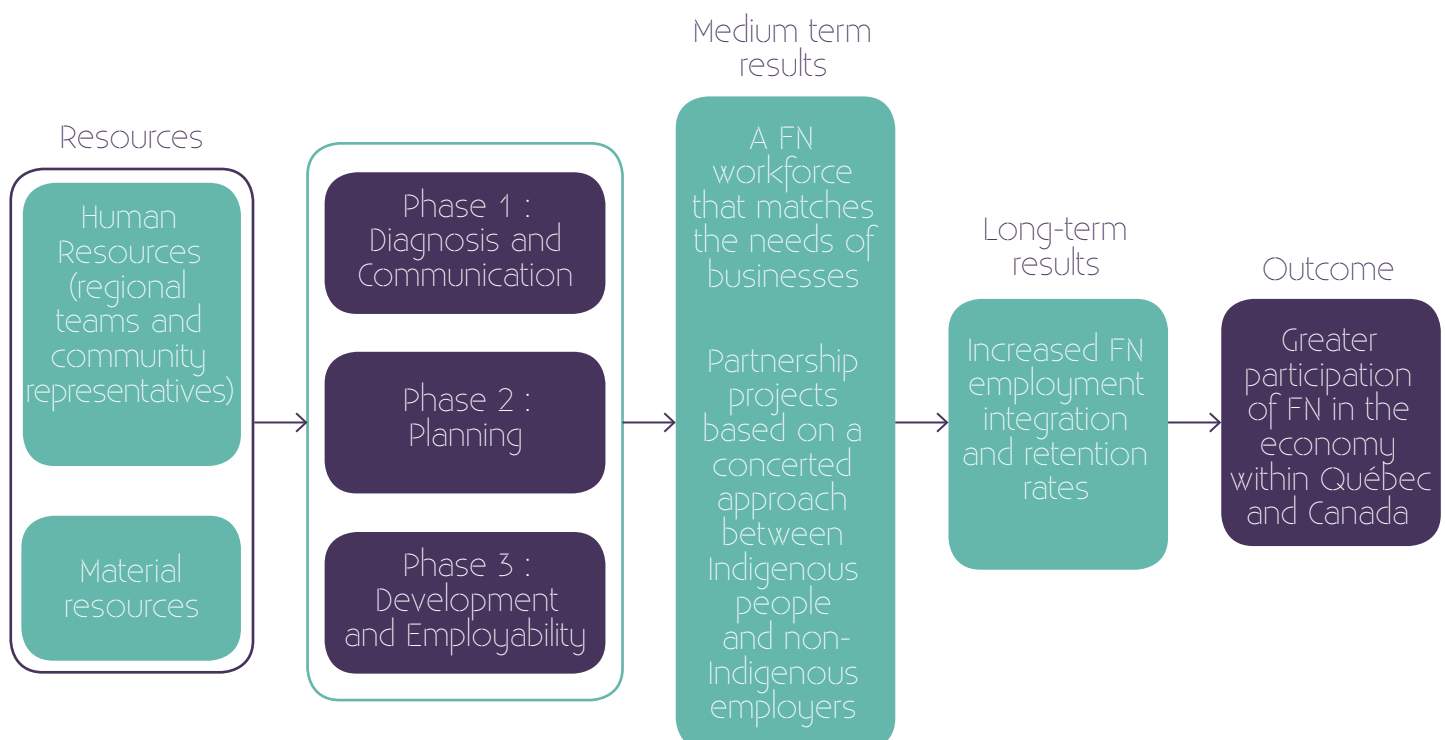 Resources
Human
Resources
(regional
teams and
community
representatives)
Material
resources
Phase 1 :
Diagnosis and
Communication
Phase 2 :
Planning
Phase 3 :
Development
and Employability
Medium term
results
A FN
workforce
that matches
the needs of
businesses
Partnership
projects
based on a
concerted
approach
between
Indigenous
people
and non-
Indigenous
employers
Long-term
results
Increased FN
employment
integration
and retention
rates
Outcome
Greater
participation
of FN in the
economy
within Québec
and Canada